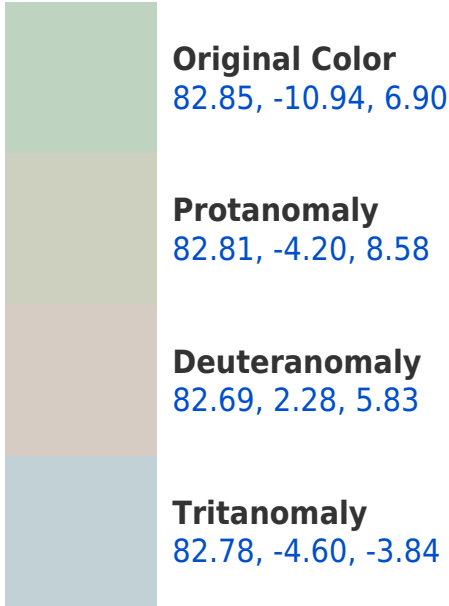 Original Color
82.85, -10.94, 6.90
Protanomaly
82.81, -4.20, 8.58
Deuteranomaly
82.69, 2.28, 5.83
Tritanomaly
82.78, -4.60, -3.84